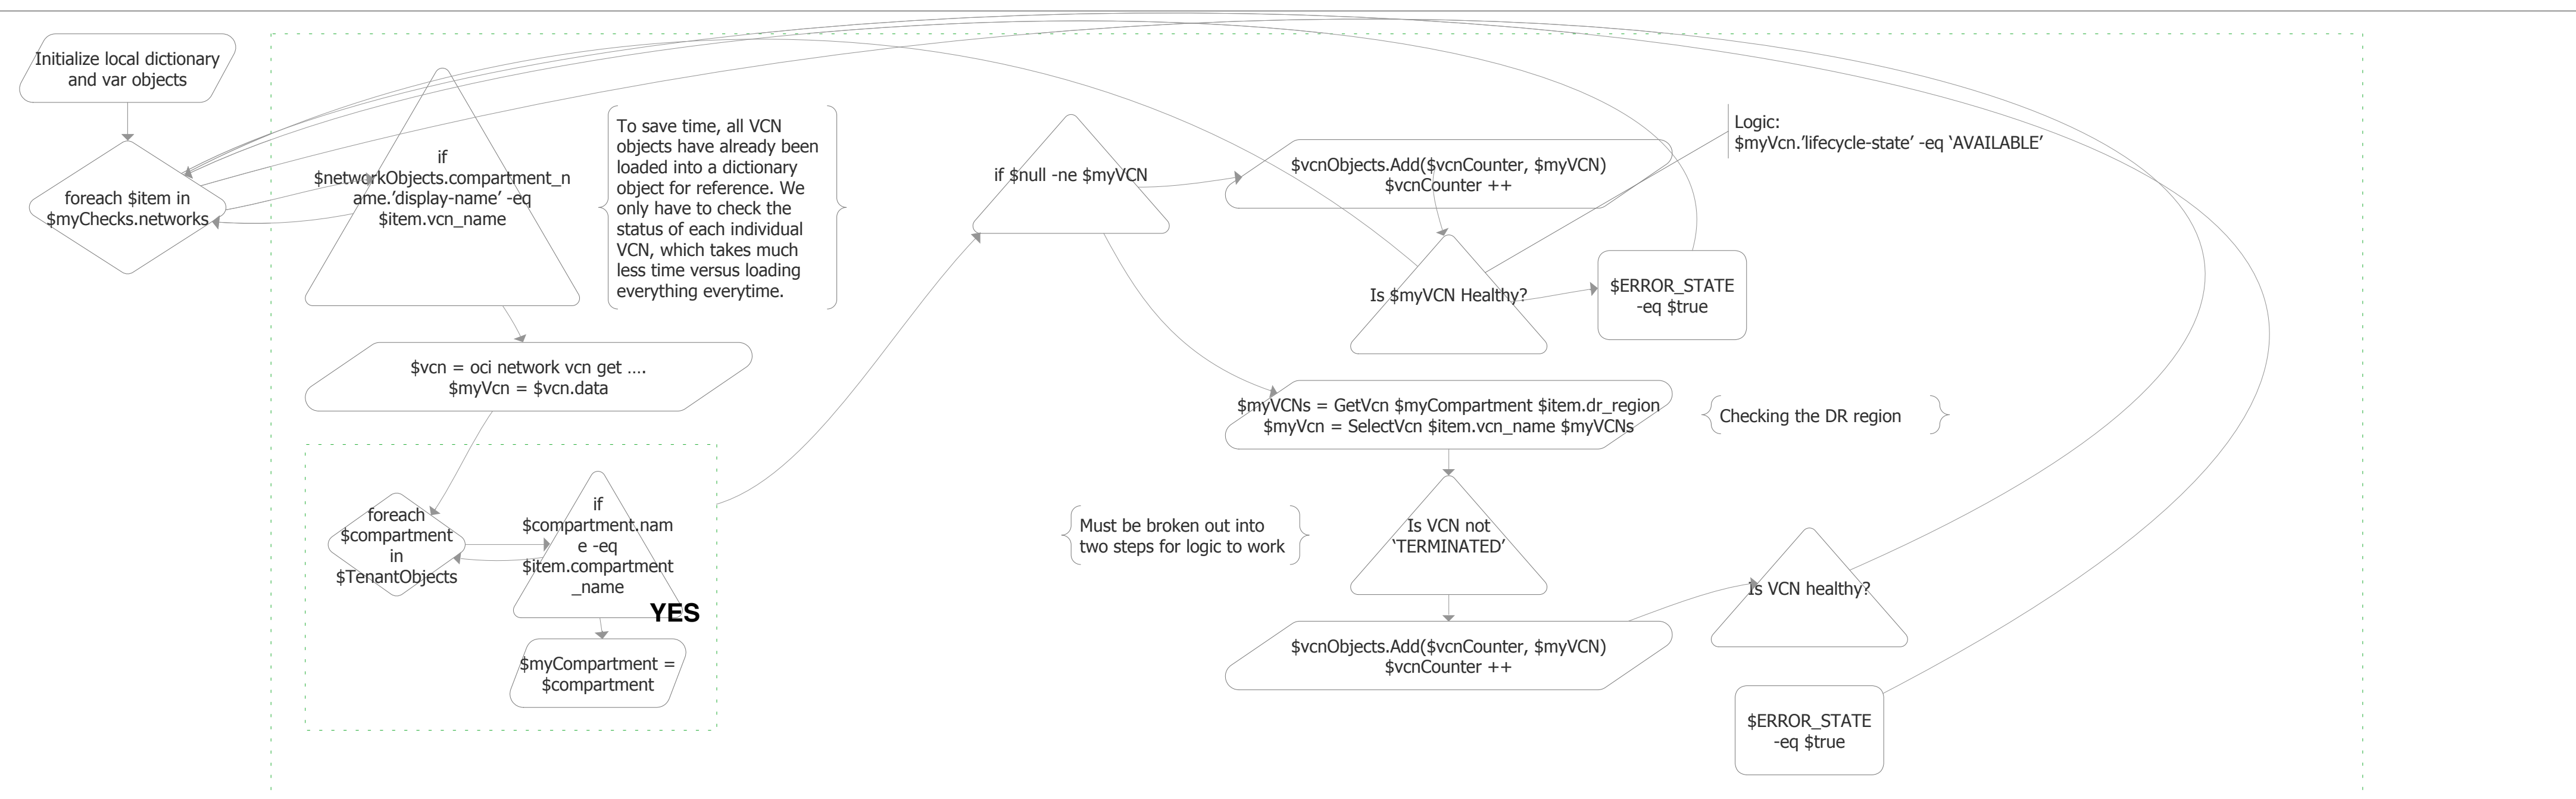 Initialize local dictionary
and var objects
foreach $item in
$myChecks.networks
if
$networkObjects.compartment_n
ame.’display-name’ -eq
$item.vcn_name
To save time, all VCN
objects have already been
loaded into a dictionary
object for reference. We
only have to check the
status of each individual
VCN, which takes much
less time versus loading
everything everytime.
$vcn = oci network vcn get ....
$myVcn = $vcn.data
foreach
$compartment
in
$TenantObjects
if
$compartment.nam
e -eq
$item.compartment
_name
YES
$myCompartment =
$compartment
if $null -ne $myVCN
$vcnObjects.Add($vcnCounter, $myVCN)
$vcnCounter ++
Logic:
$myVcn.’lifecycle-state’ -eq ‘AVAILABLE’
Is $myVCN Healthy?
$ERROR_STATE
-eq $true
$myVCNs = GetVcn $myCompartment $item.dr_region
$myVcn = SelectVcn $item.vcn_name $myVCNs
Checking the DR region
Must be broken out into
two steps for logic to work
Is VCN not
‘TERMINATED’
$vcnObjects.Add($vcnCounter, $myVCN)
$vcnCounter ++
Is VCN healthy?
$ERROR_STATE
-eq $true